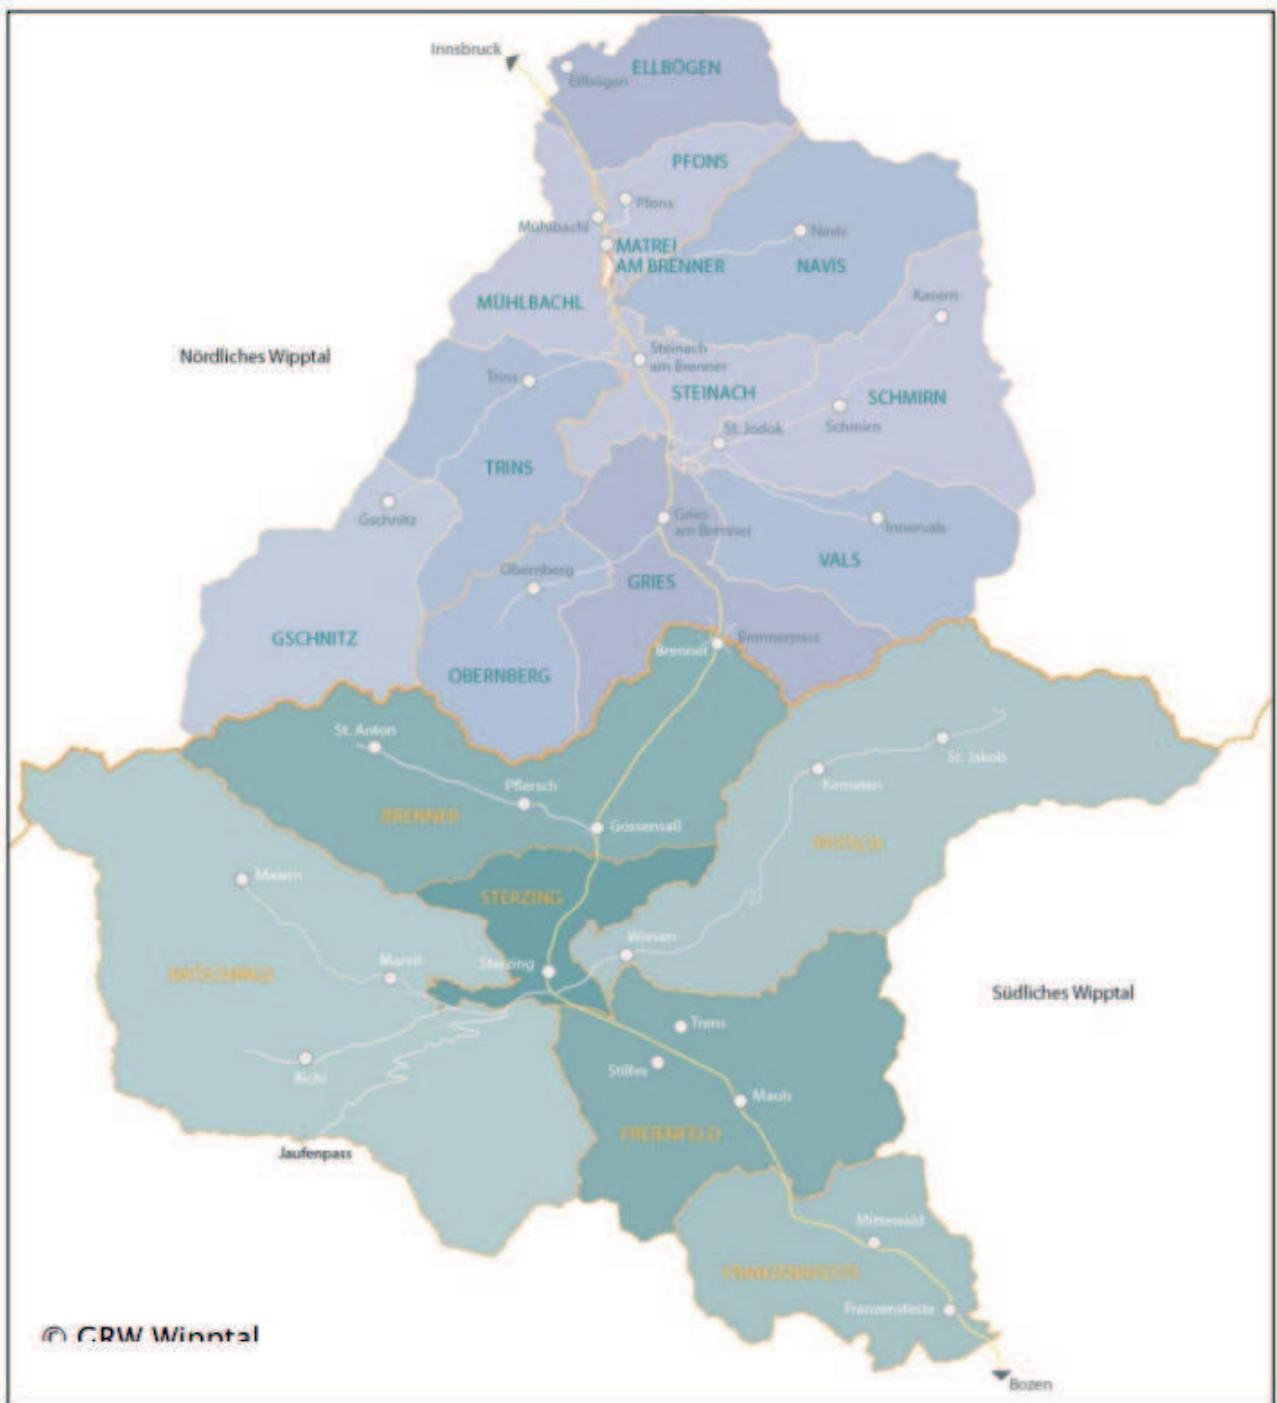 Innsbruck
ELLBÖGEN
Ellbögen
PFONS
Pfons
Mühlbachl
Navis
MATREI
AM BRENNER
NAVIS
MÜHLBACHL
Kasern
Nördliches Wipptal
Steinach
am Brenner
Trins
STEINACH
SCHMIRN
St. Jodok
Schmirn
TRINS
Gschnitz
Gries
am Brenner
Innervals
VALS
Obernberg
GRIES
GSCHNITZ
Brennerpass
Brenner
OBERNBERG
St. Anton
St. Jakob
Pflersch
Kematen
BRENNER
Gossensaß
PFITSCH
Maiern
STERZING
Wiesen
Mareit
Sterzing
RATSCHINGS
Südliches Wipptal
Trens
Stilfes
Bichl
Mauls
FREIENFELD
Jaufenpass
Mittewald
FRANZENSFESTE
Franzensfeste
© GRW Wipptal
Bozen